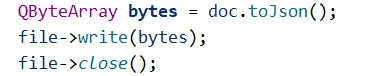 QByteArray bytes = doc.toJson();
file->write(bytes);
file->close();